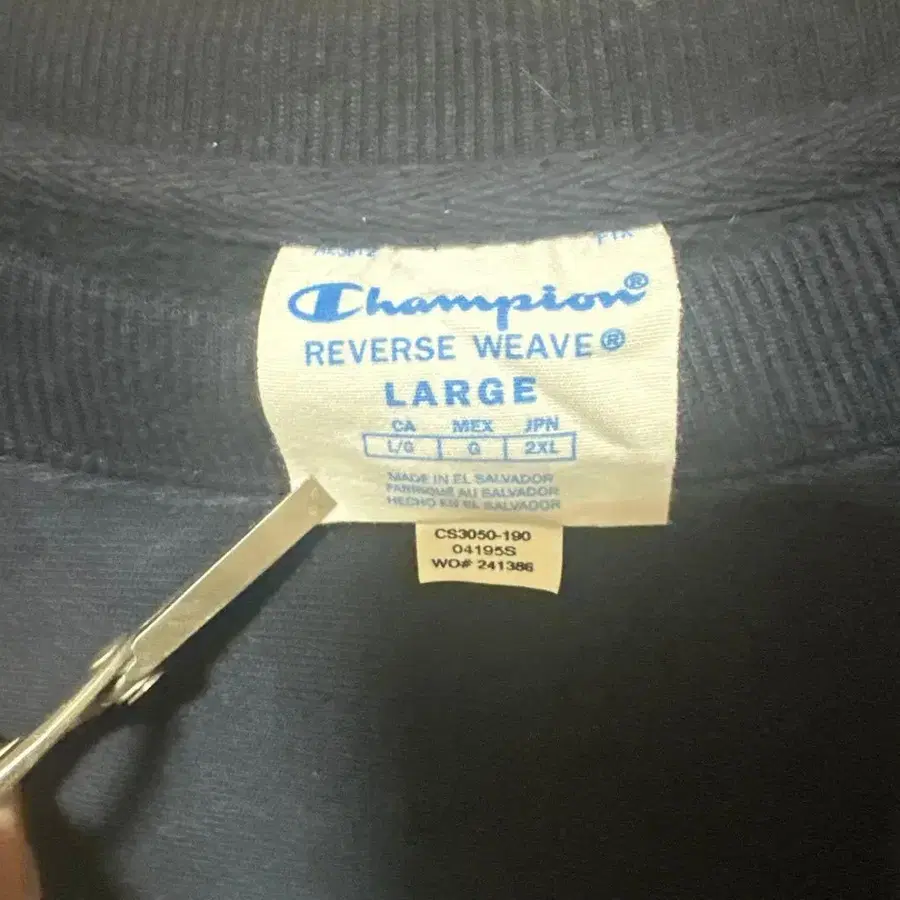 Champion®
REVERSE WEAVE®
LARGE
CA MEX JPN
L/G G 2XL
MADE IN EL SALVADOR
FABRIQUÉ AU SALVADOR
HECHO EN EL SALVADOR
CS3050-190
04195S
WO# 241386